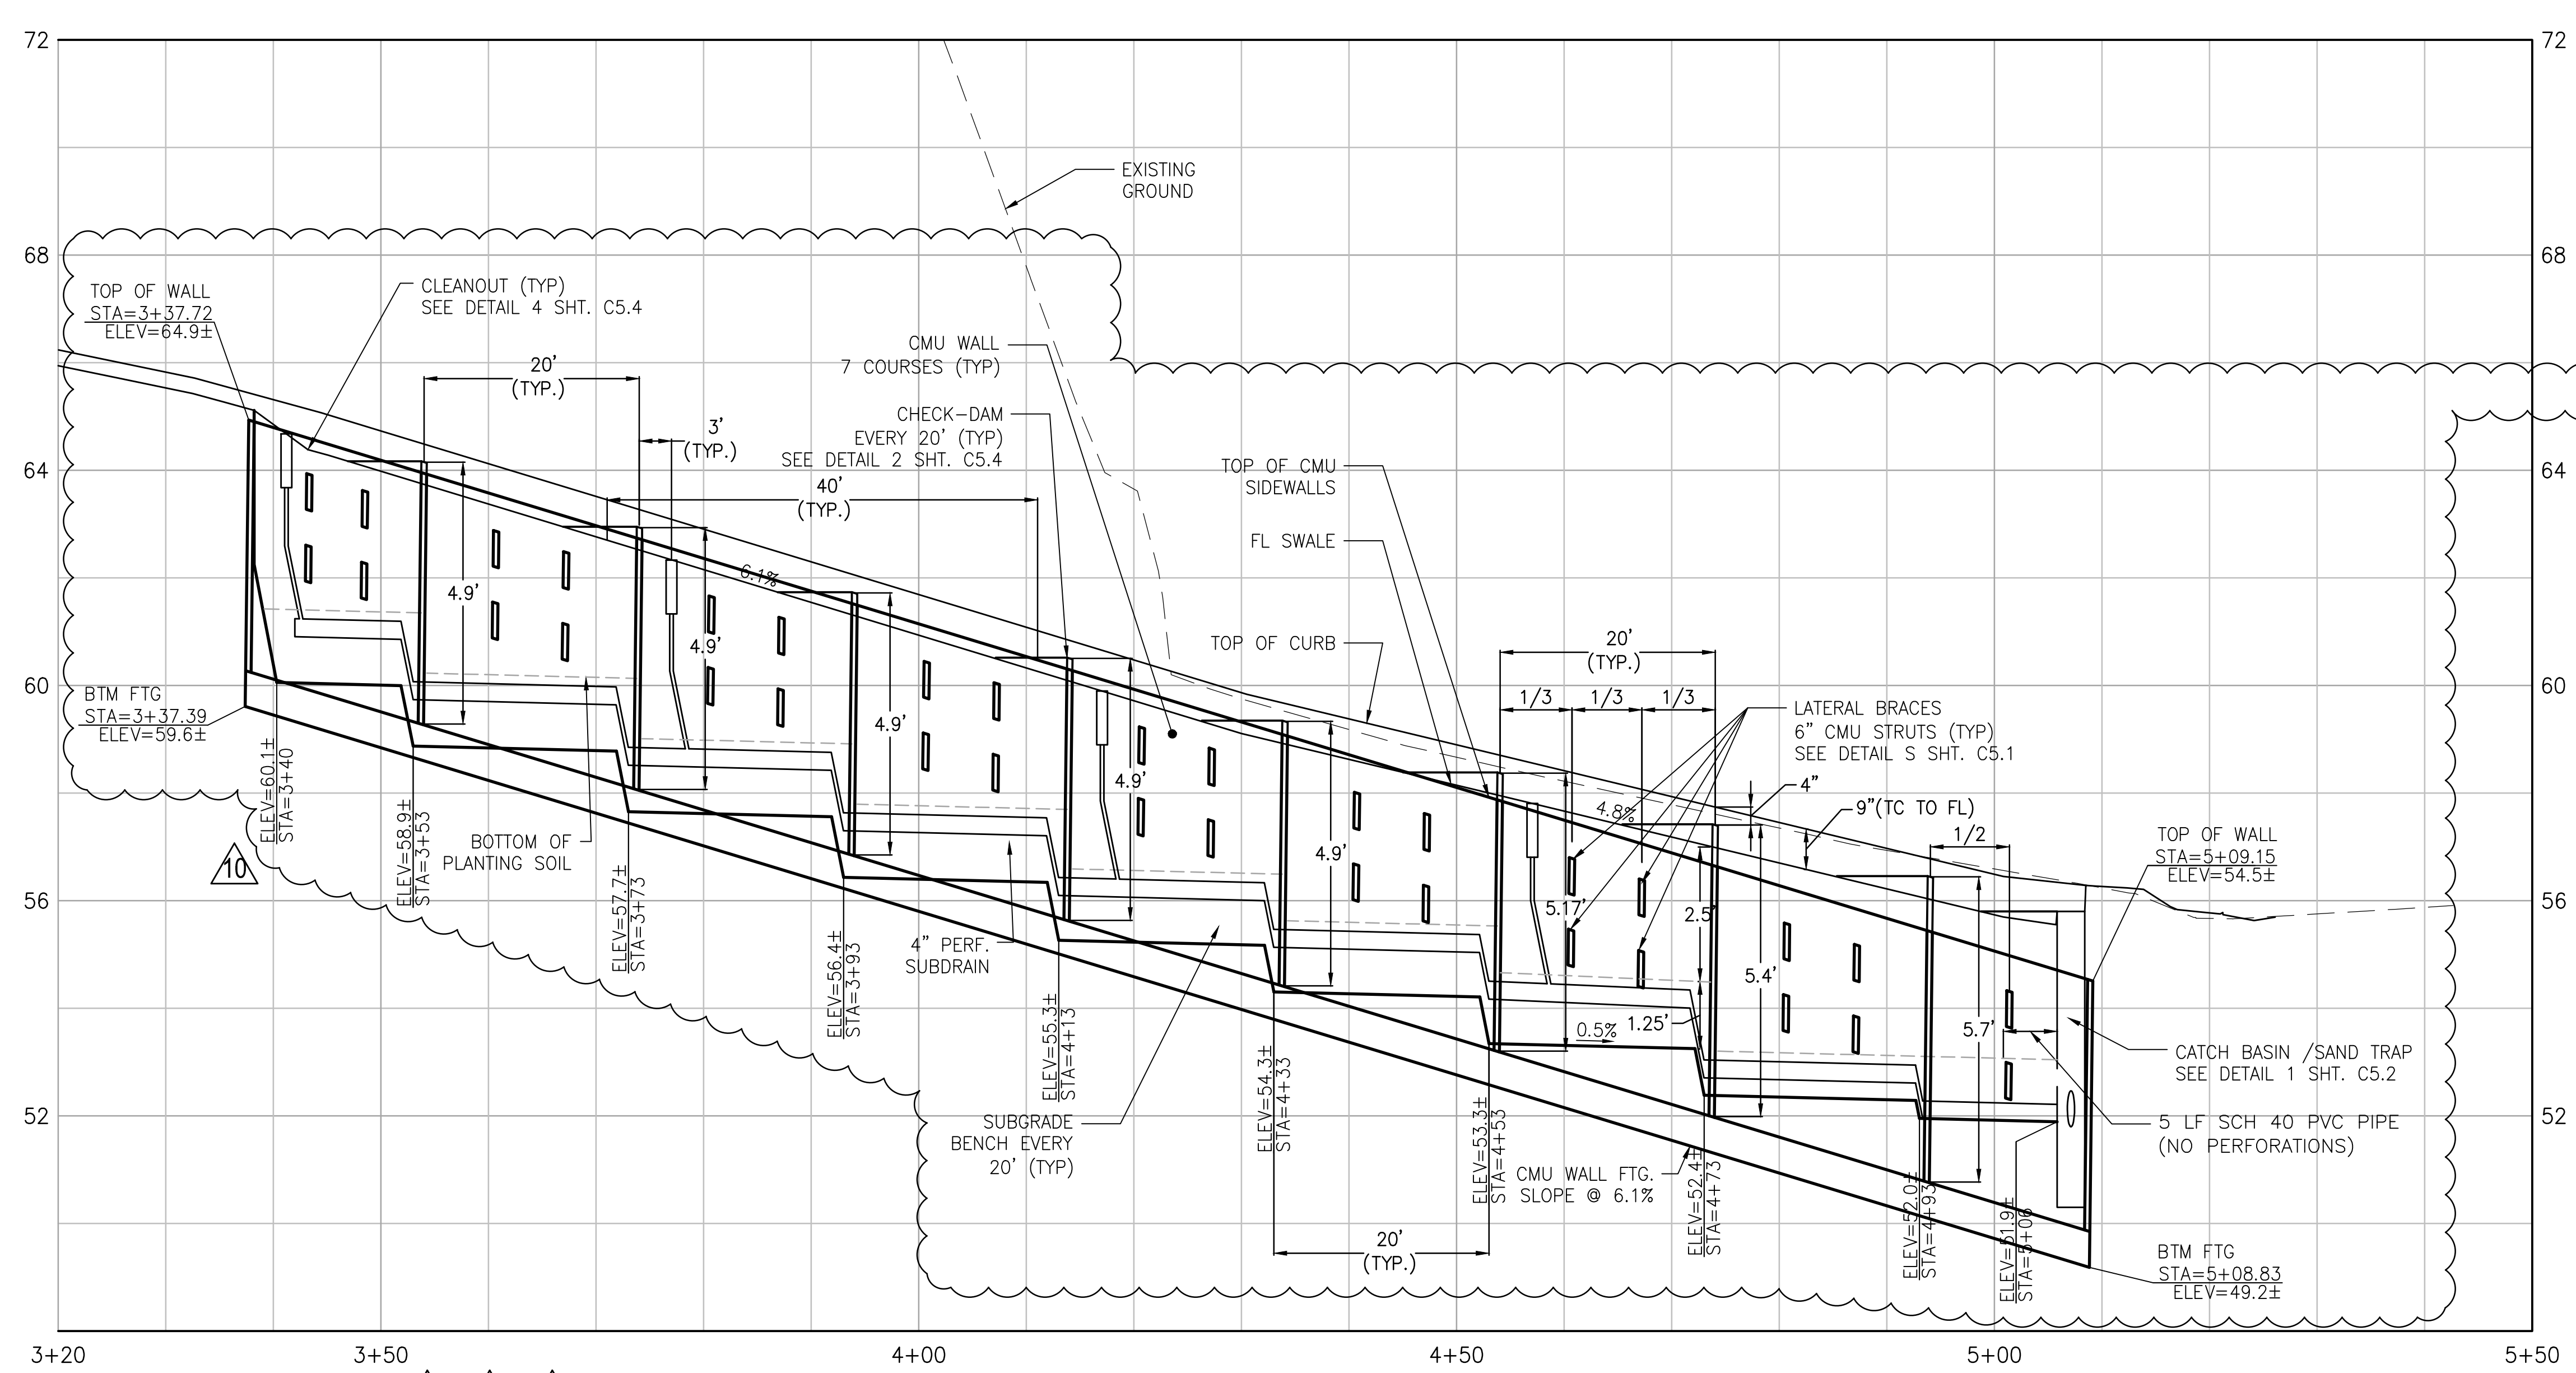 72
72
EXISTING
GROUND
68
68
TOP OF WALL
STA=3+37.72
ELEV=64.9±
CLEANOUT (TYP)
SEE DETAIL 4 SHT. C5.4
CMU WALL
7 COURSES (TYP)
20'
(TYP.)
3'
(TYP.)
CHECK-DAM
EVERY 20' (TYP)
SEE DETAIL 2 SHT. C5.4
64
64
TOP OF CMU
SIDEWALLS
40'
(TYP.)
FL SWALE
6.1%
4.9'
4.9'
TOP OF CURB
20'
(TYP.)
60
60
BTM FTG
STA=3+37.39
ELEV=59.6±
1/3
1/3
1/3
LATERAL BRACES
6" CMU STRUTS (TYP)
SEE DETAIL S SHT. C5.1
4.9'
4.9'
4.9'
4"
9"(TC TO FL)
4.8%
1/2
ELEV=60.1±
STA=3+40
ELEV=58.9±
STA=3+53
BOTTOM OF
PLANTING SOIL
10
TOP OF WALL
STA=5+09.15
ELEV=54.5±
56
56
5.17'
2.5'
ELEV=57.7±
STA=3+73
4" PERF.
SUBDRAIN
ELEV=56.4±
STA=3+93
5.4'
1.25'
0.5%
5.7'
ELEV=55.3±
STA=4+13
CATCH BASIN /SAND TRAP
SEE DETAIL 1 SHT. C5.2
ELEV=54.3±
STA=4+33
52
52
SUBGRADE
BENCH EVERY
20' (TYP)
5 LF SCH 40 PVC PIPE
(NO PERFORATIONS)
ELEV=53.3±
STA=4+53
CMU WALL FTG.
SLOPE @ 6.1%
ELEV=52.4±
STA=4+73
ELEV=52.0±
STA=4+93
ELEV=51.9±
STA=5+06
20'
(TYP.)
BTM FTG
STA=5+08.83
ELEV=49.2±
3+20
3+50
4+00
4+50
5+00
5+50